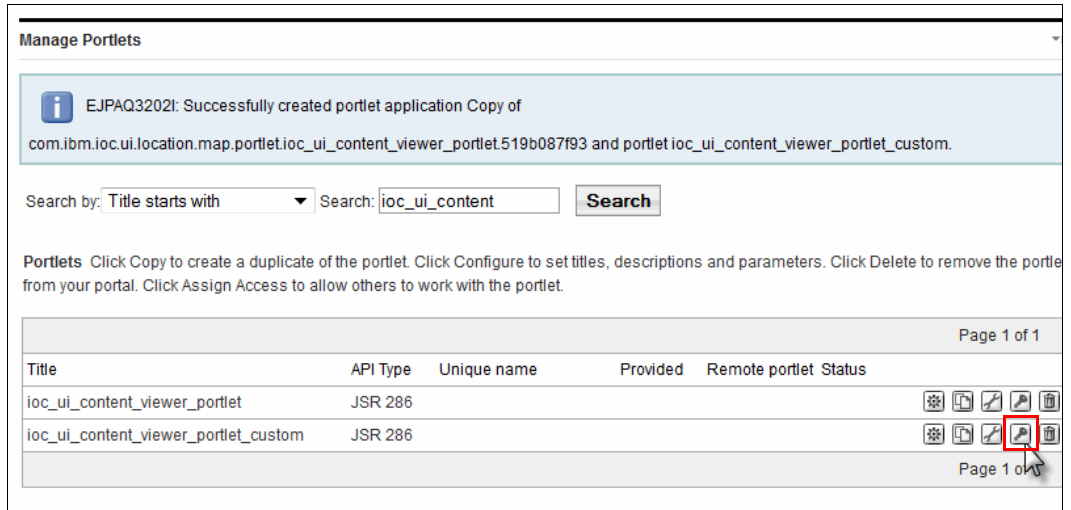 Manage Portlets
EJPAQ3202I: Successfully created portlet application Copy of
com.ibm.ioc.ui.location.map.portlet.ioc_ui_content_viewer_portlet.519b087f93 and portlet ioc_ui_content_viewer_portlet_custom.
Search by: Title starts with Search: ioc_ui_content Search
Portlets Click Copy to create a duplicate of the portlet. Click Configure to set titles, descriptions and parameters. Click Delete to remove the portle
from your portal. Click Assign Access to allow others to work with the portlet.
Page 1 of 1
Title API Type Unique name Provided Remote portlet Status
ioc_ui_content_viewer_portlet JSR 286
ioc_ui_content_viewer_portlet_custom JSR 286
Page 1 of